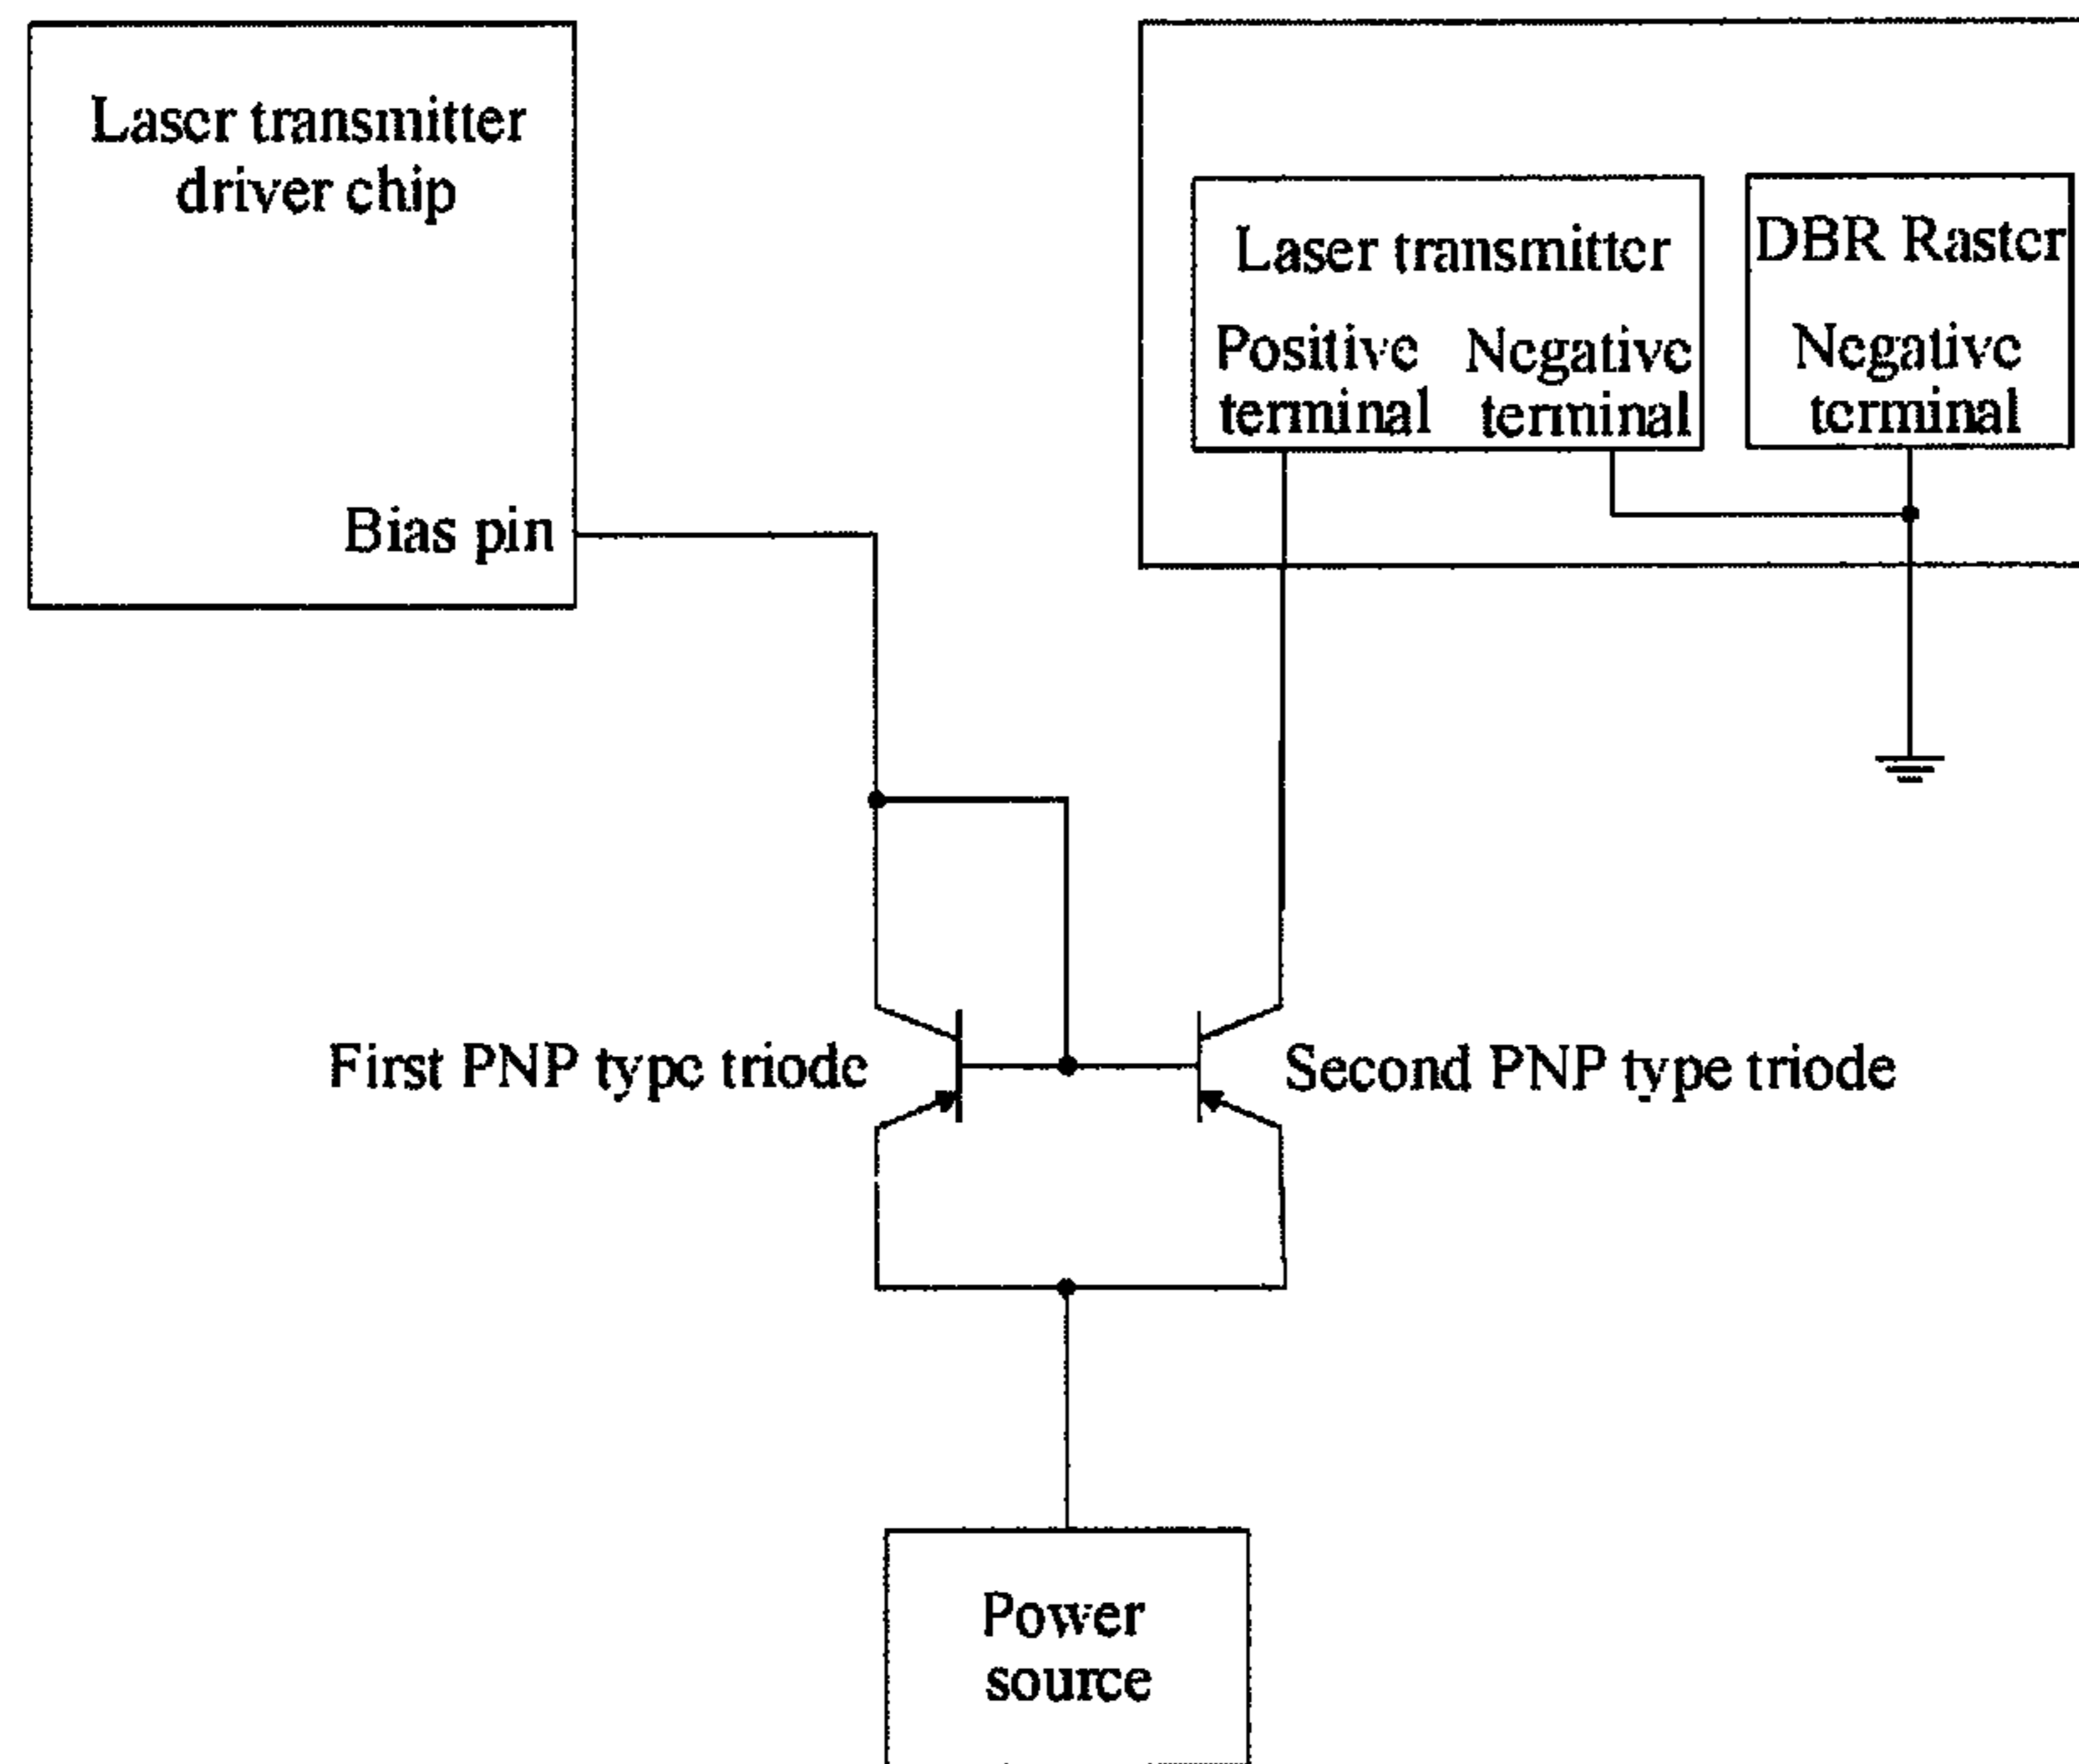 Laser transmitter
driver chip
Bias pin
Laser transmitter
Positive terminal
Negative terminal
DBR Raster
Negative terminal
First PNP type triode
Second PNP type triode
Power
source